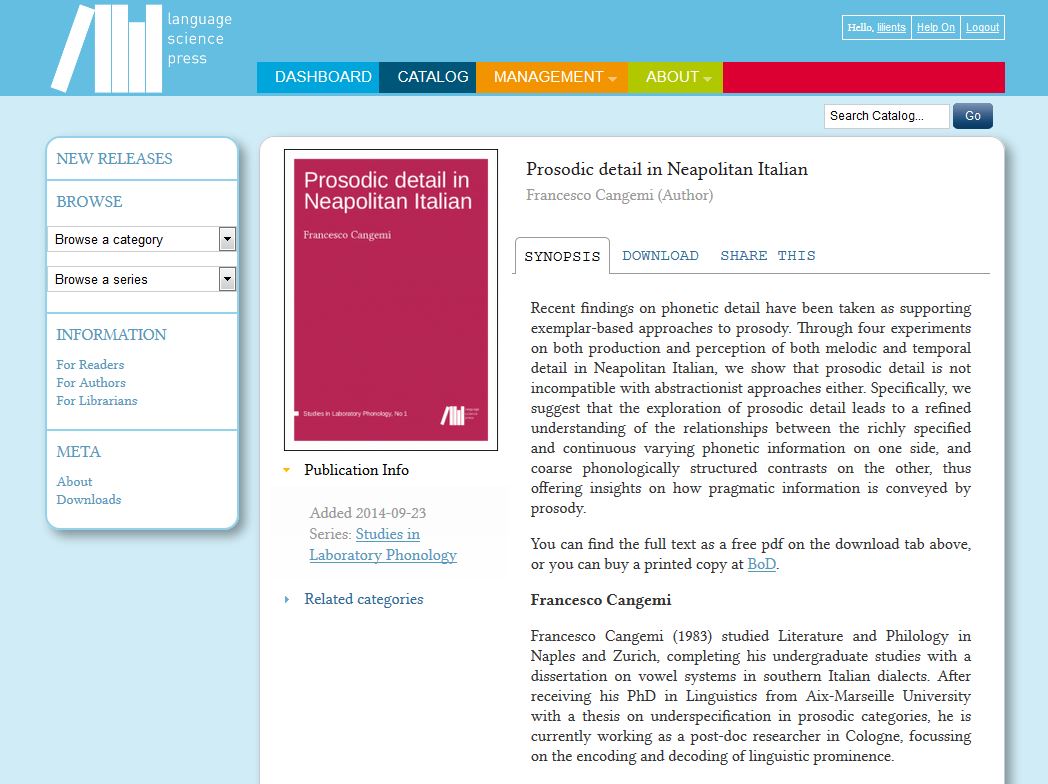 language
science
press
Hello, lilients Help On Logout
DASHBOARD CATALOG MANAGEMENT ABOUT
Search Catalog... Go
NEW RELEASES
BROWSE
Browse a category
Browse a series
INFORMATION
For Readers
For Authors
For Librarians
META
About
Downloads
Prosodic detail in
Neapolitan Italian
Francesco Cangemi
Studies in Laboratory Phonology, No 1
language
science
press
Publication Info
Added 2014-09-23
Series: Studies in
Laboratory Phonology
Related categories
Prosodic detail in Neapolitan Italian
Francesco Cangemi (Author)
SYNOPSIS DOWNLOAD SHARE THIS
Recent findings on phonetic detail have been taken as supporting
exemplar-based approaches to prosody. Through four experiments
on both production and perception of both melodic and temporal
detail in Neapolitan Italian, we show that prosodic detail is not
incompatible with abstractionist approaches either. Specifically, we
suggest that the exploration of prosodic detail leads to a refined
understanding of the relationships between the richly specified
and continuous varying phonetic information on one side, and
coarse phonologically structured contrasts on the other, thus
offering insights on how pragmatic information is conveyed by
prosody.
You can find the full text as a free pdf on the download tab above,
or you can buy a printed copy at BoD.
Francesco Cangemi
Francesco Cangemi (1983) studied Literature and Philology in
Naples and Zurich, completing his undergraduate studies with a
dissertation on vowel systems in southern Italian dialects. After
receiving his PhD in Linguistics from Aix-Marseille University
with a thesis on underspecification in prosodic categories, he is
currently working as a post-doc researcher in Cologne, focussing
on the encoding and decoding of linguistic prominence.